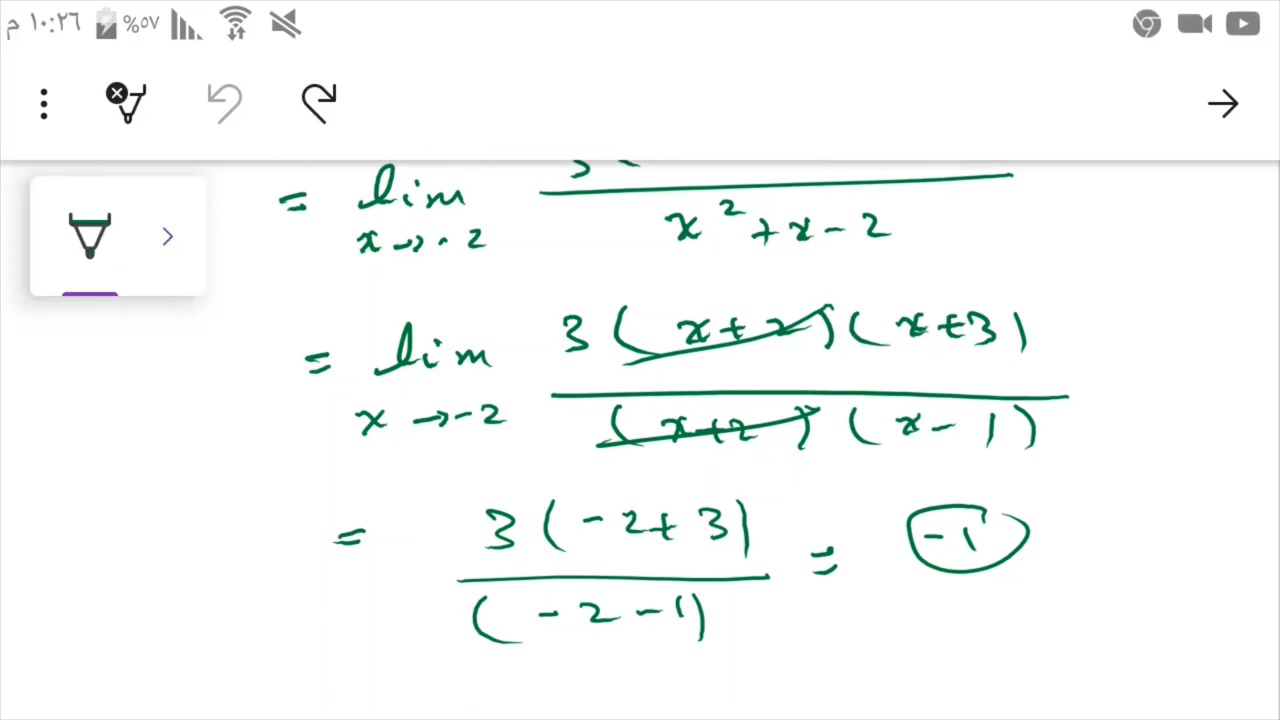 م ١٠:٢٦ %٥٧
= lim
x → -2
x² + x - 2
= lim 3(x+2)(x+3)
x → -2 (x+2)(x-1)
= 3(-2+3) = -1
(-2-1)